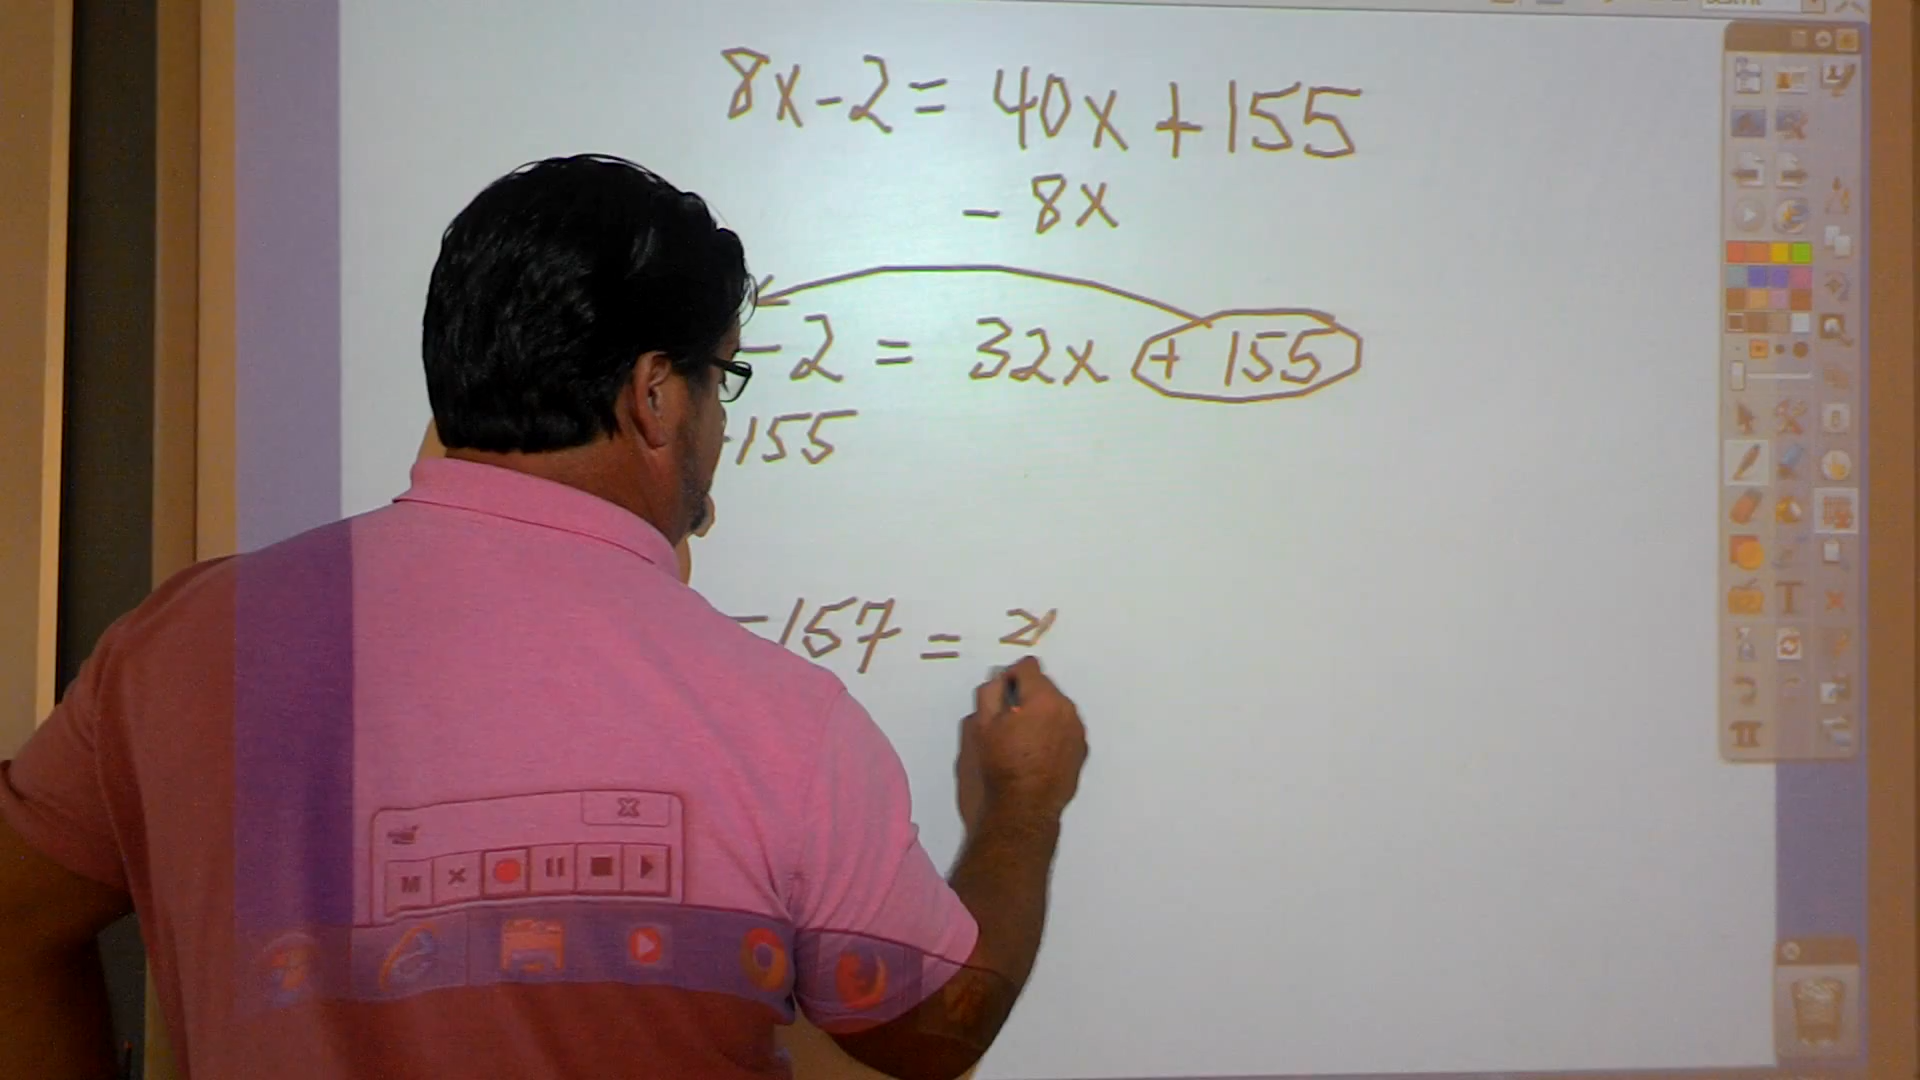 8x-2 = 40x + 155
- 8x
- 2 = 32x + 155
-155
-157 =
M